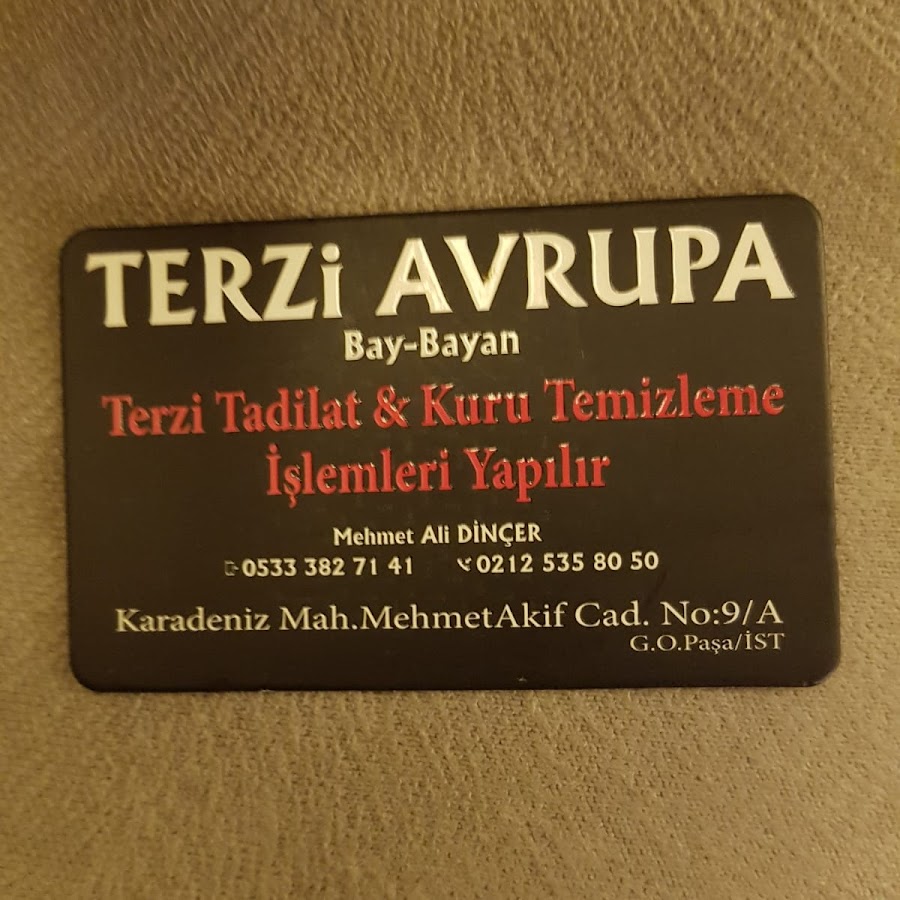 TERZi AVRUPA
Bay-Bayan
Terzi Tadilat & Kuru Temizleme
İşlemleri Yapılır
Mehmet Ali DİNÇER
0533 382 71 41 0212 535 80 50
Karadeniz Mah.MehmetAkif Cad. No:9/A
G.O.Paşa/İST